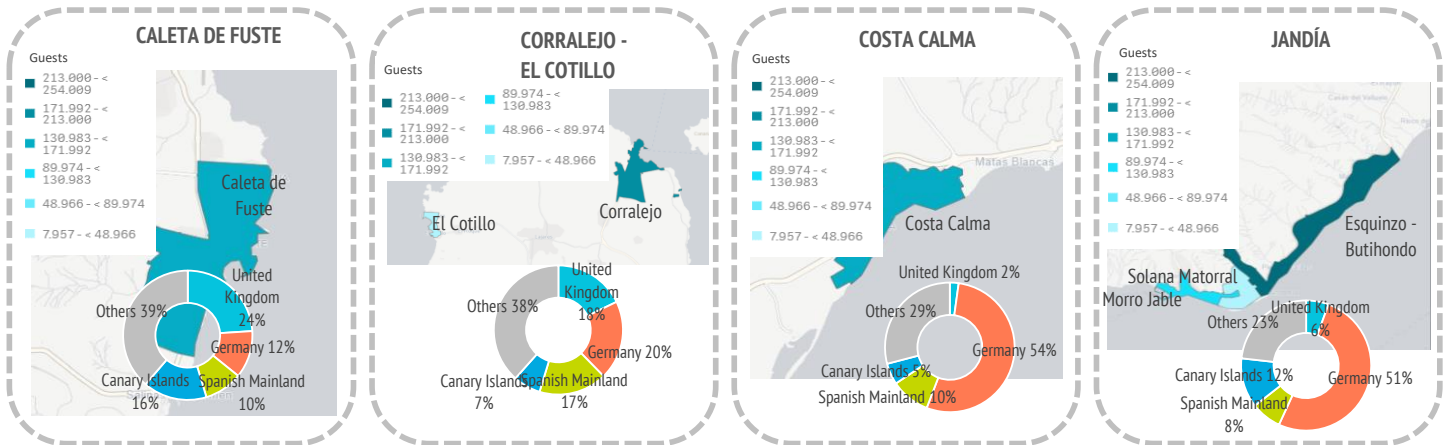 CALETA DE FUSTE
Guests
213.000 - <
254.009
171.992 - <
213.000
130.983 - <
171.992
89.974 - <
130.983
48.966 - < 89.974
7.957 - < 48.966
Caleta de
Fuste
United
Kingdom
24%
Others 39%
Germany 12%
Canary Islands
16%
Spanish Mainland
10%
CORRALEJO -
EL COTILLO
Guests
213.000 - <
254.009
171.992 - <
213.000
130.983 - <
171.992
89.974 - <
130.983
48.966 - < 89.974
7.957 - < 48.966
El Cotillo
Corralejo
United
Kingdom
18%
Others 38%
Germany 20%
Canary Islands
7%
Spanish Mainland
17%
COSTA CALMA
Guests
213.000 - <
254.009
171.992 - <
213.000
130.983 - <
171.992
89.974 - <
130.983
48.966 - < 89.974
7.957 - < 48.966
Matas Blancas
Costa Calma
United Kingdom 2%
Others 29%
Germany 54%
Canary Islands 5%
Spanish Mainland 10%
JANDÍA
Guests
213.000 - <
254.009
171.992 - <
213.000
130.983 - <
171.992
89.974 - <
130.983
48.966 - < 89.974
7.957 - < 48.966
Esquinzo -
Butihondo
Solana Matorral
Morro Jable
United Kingdom
6%
Others 23%
Germany 51%
Canary Islands 12%
Spanish Mainland
8%